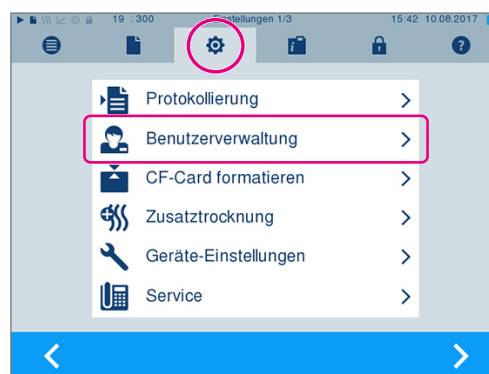 19 : 300 Einstellungen 1/3 15:42 10.08.2017
Protokollierung
Benutzerverwaltung
CF-Card formatieren
Zusatztrocknung
Geräte-Einstellungen
Service